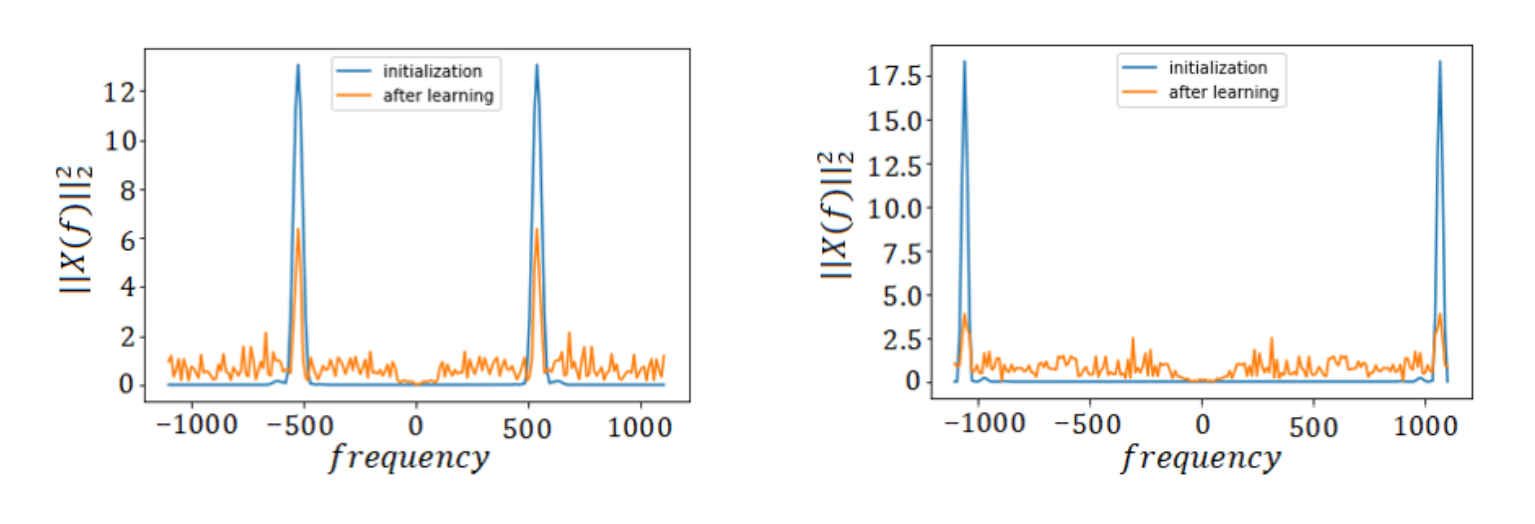 initialization
after learning
12
10
8
6
4
2
0
||X(f)||₂²
−1000 −500 0 500 1000
frequency
initialization
after learning
17.5
15.0
12.5
10.0
7.5
5.0
2.5
0
||X(f)||₂²
−1000 −500 0 500 1000
frequency